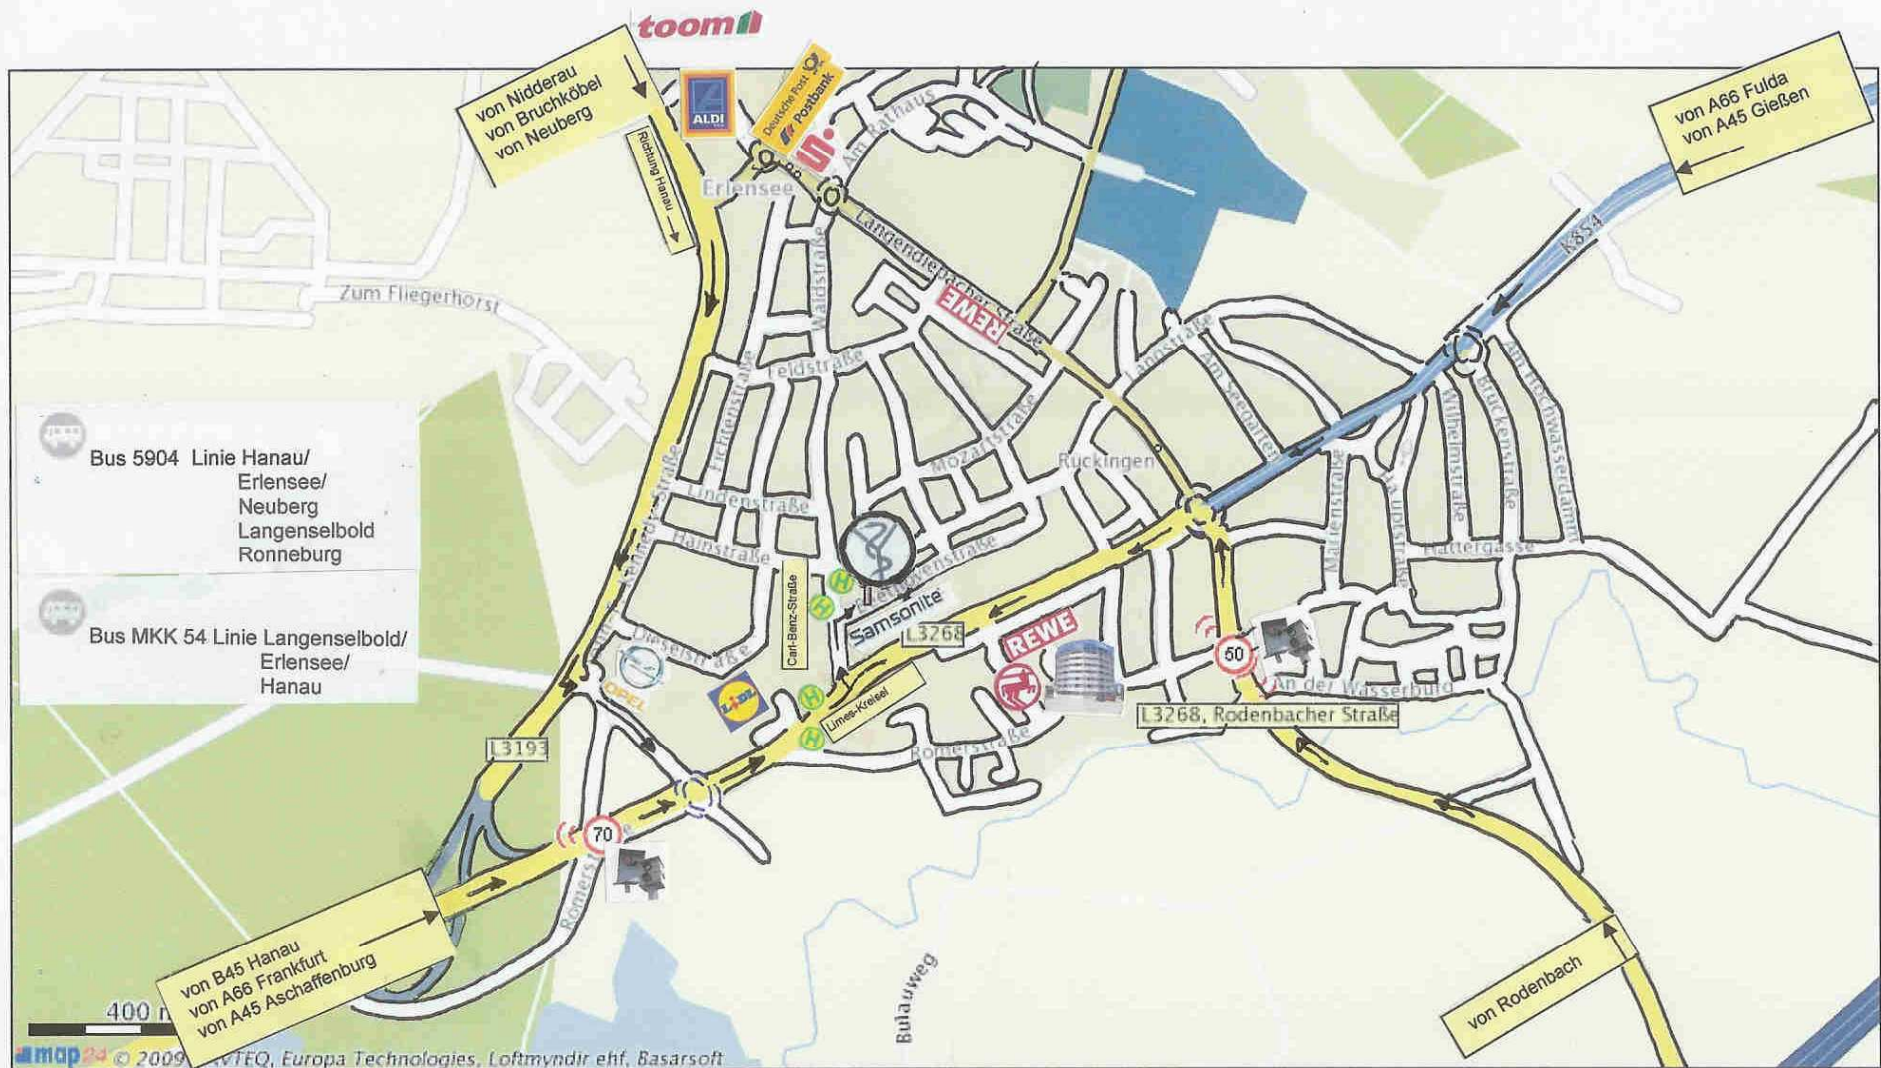 toom
von Nidderau
von Bruchköbel
von Neuberg
Richtung Hanau
ALDI
Deutsche Post
Postbank
Am Rathaus
Erlensee
von A66 Fulda
von A45 Gießen
K854
Zum Fliegerhorst
Waldstraße
Langendiebacher Straße
REWE
Feldstraße
Fichtenstraße
Langstraße
Am Seegarten
Mozartstraße
Rückingen
Wilhelmstraße
Brückenstraße
Am Hochwasserdamm
Bus 5904 Linie Hanau/
Erlensee/
Neuberg
Langenselbold
Ronneburg
Lindenstraße
Hainstraße
Kennedy-Straße
Beethovenstraße
Carl-Benz-Straße
H
H
Samsonite
L3268
Bus MKK 54 Linie Langenselbold/
Erlensee/
Hanau
Dieselstraße
OPEL
LIDL
H
H
Limes-Kreisel
REWE
50
An der Wasserburg
L3268, Rodenbacher Straße
Römerstraße
L3193
70
von B45 Hanau
von A66 Frankfurt
von A45 Aschaffenburg
Bulauweg
von Rodenbach
400
map24 © 2009 Europa Technologies, Loftmyndir ehf, Basarsoft